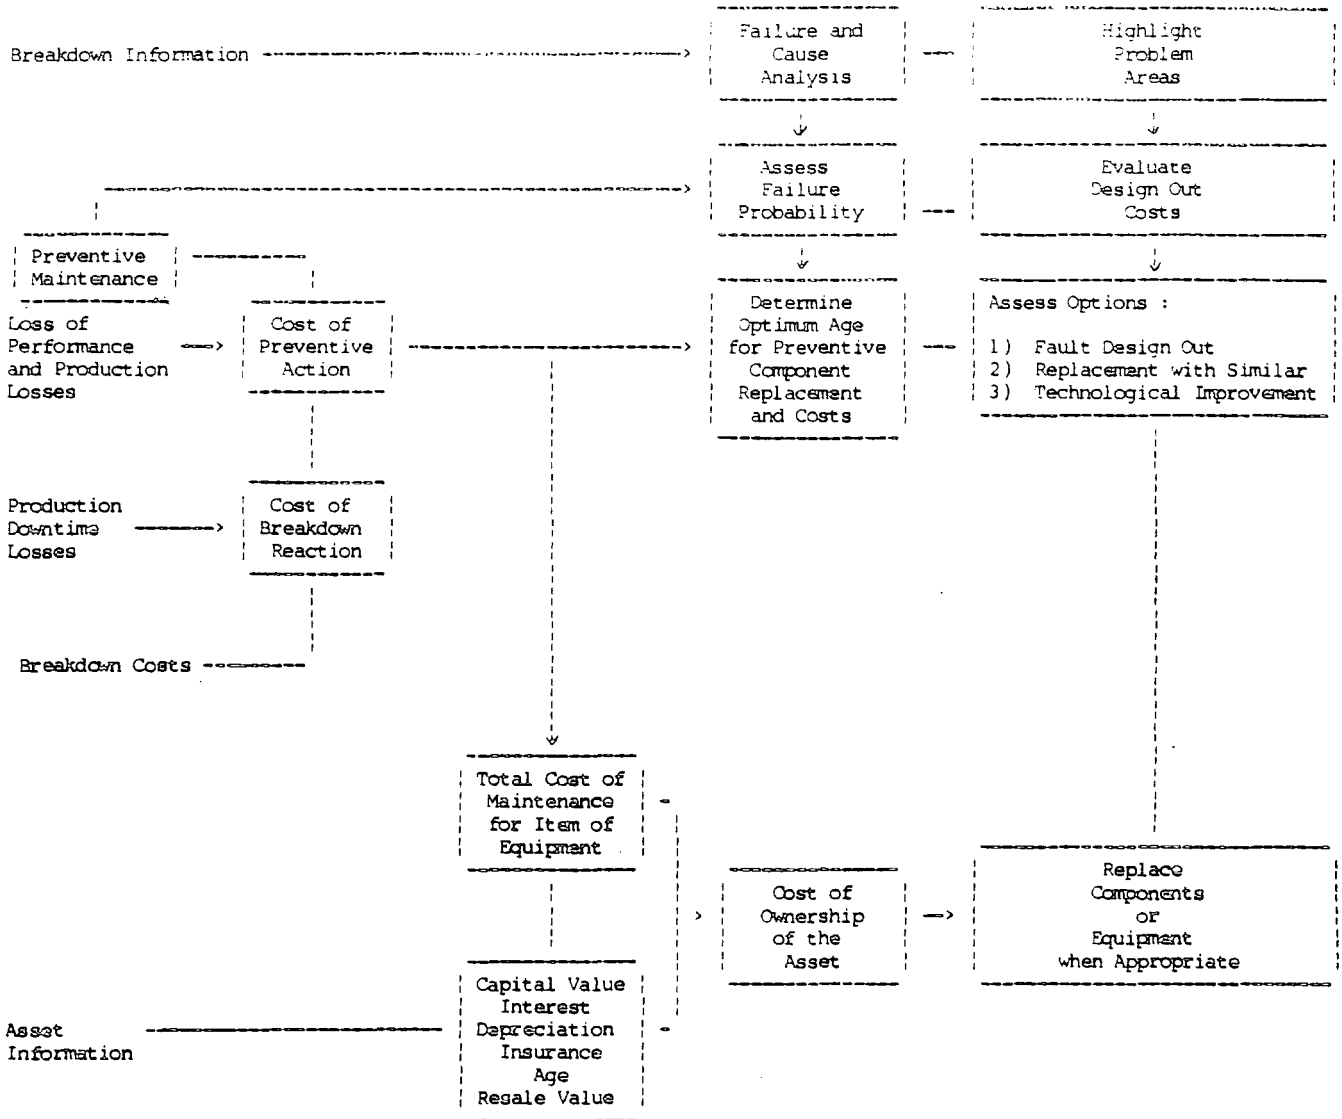 Breakdown Information
Failure and
Cause
Analysis
Highlight
Problem
Areas
Assess
Failure
Probability
Evaluate
Design Out
Costs
Preventive
Maintenance
Loss of
Performance
and Production
Losses
Cost of
Preventive
Action
Determine
Optimum Age
for Preventive
Component
Replacement
and Costs
Assess Options :
1) Fault Design Out
2) Replacement with Similar
3) Technological Improvement
Production
Downtime
Losses
Cost of
Breakdown
Reaction
Breakdown Costs
Total Cost of
Maintenance
for Item of
Equipment
Cost of
Ownership
of the
Asset
Replace
Components
or
Equipment
when Appropriate
Asset
Information
Capital Value
Interest
Depreciation
Insurance
Age
Resale Value